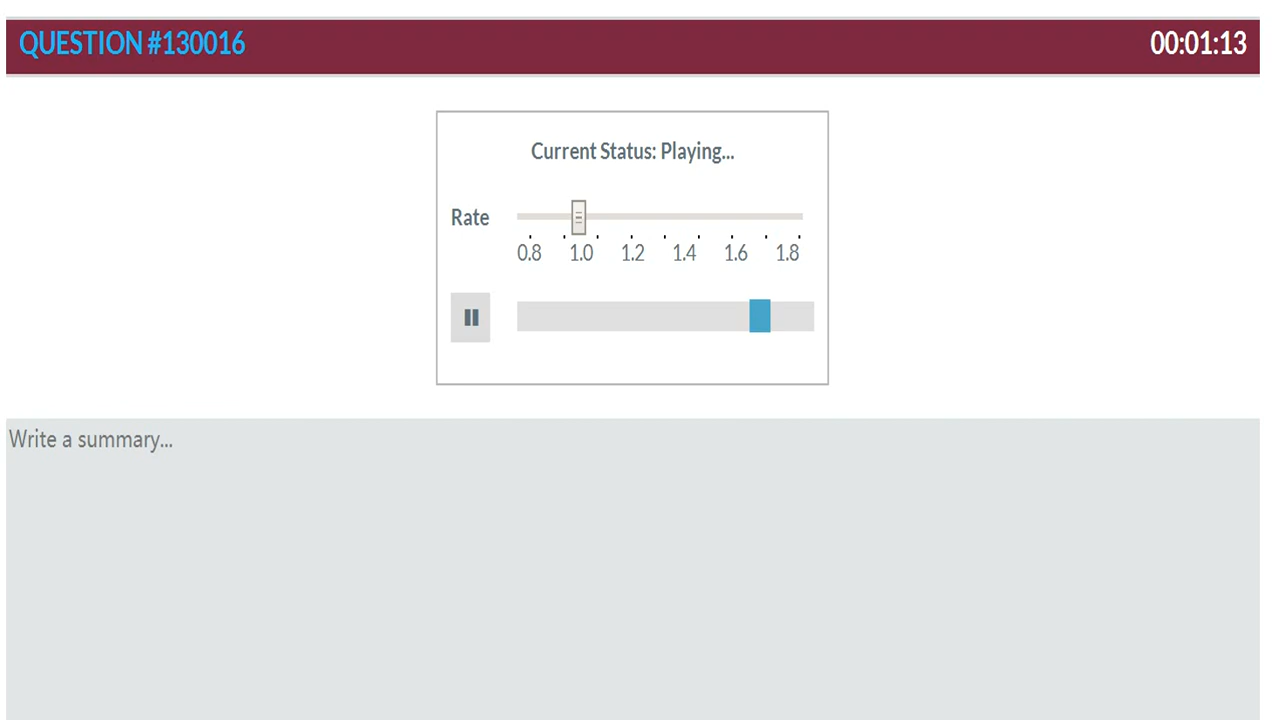 QUESTION #130016
00:01:13
Current Status: Playing...
Rate
0.8 1.0 1.2 1.4 1.6 1.8
Write a summary...